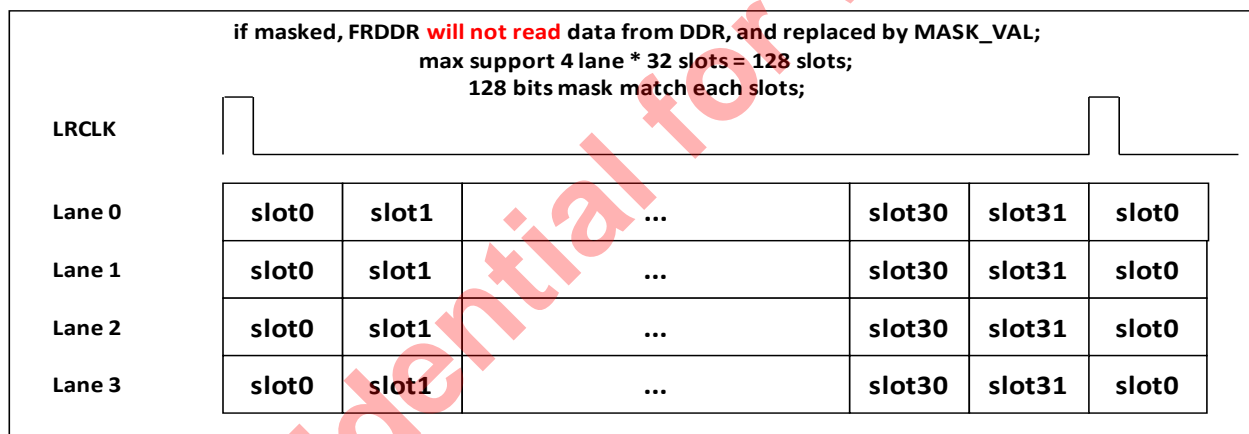 if masked, FRDDR will not read data from DDR, and replaced by MASK_VAL;
max support 4 lane * 32 slots = 128 slots;
128 bits mask match each slots;
LRCLK
Lane 0 slot0 slot1 ... slot30 slot31 slot0
Lane 1 slot0 slot1 ... slot30 slot31 slot0
Lane 2 slot0 slot1 ... slot30 slot31 slot0
Lane 3 slot0 slot1 ... slot30 slot31 slot0